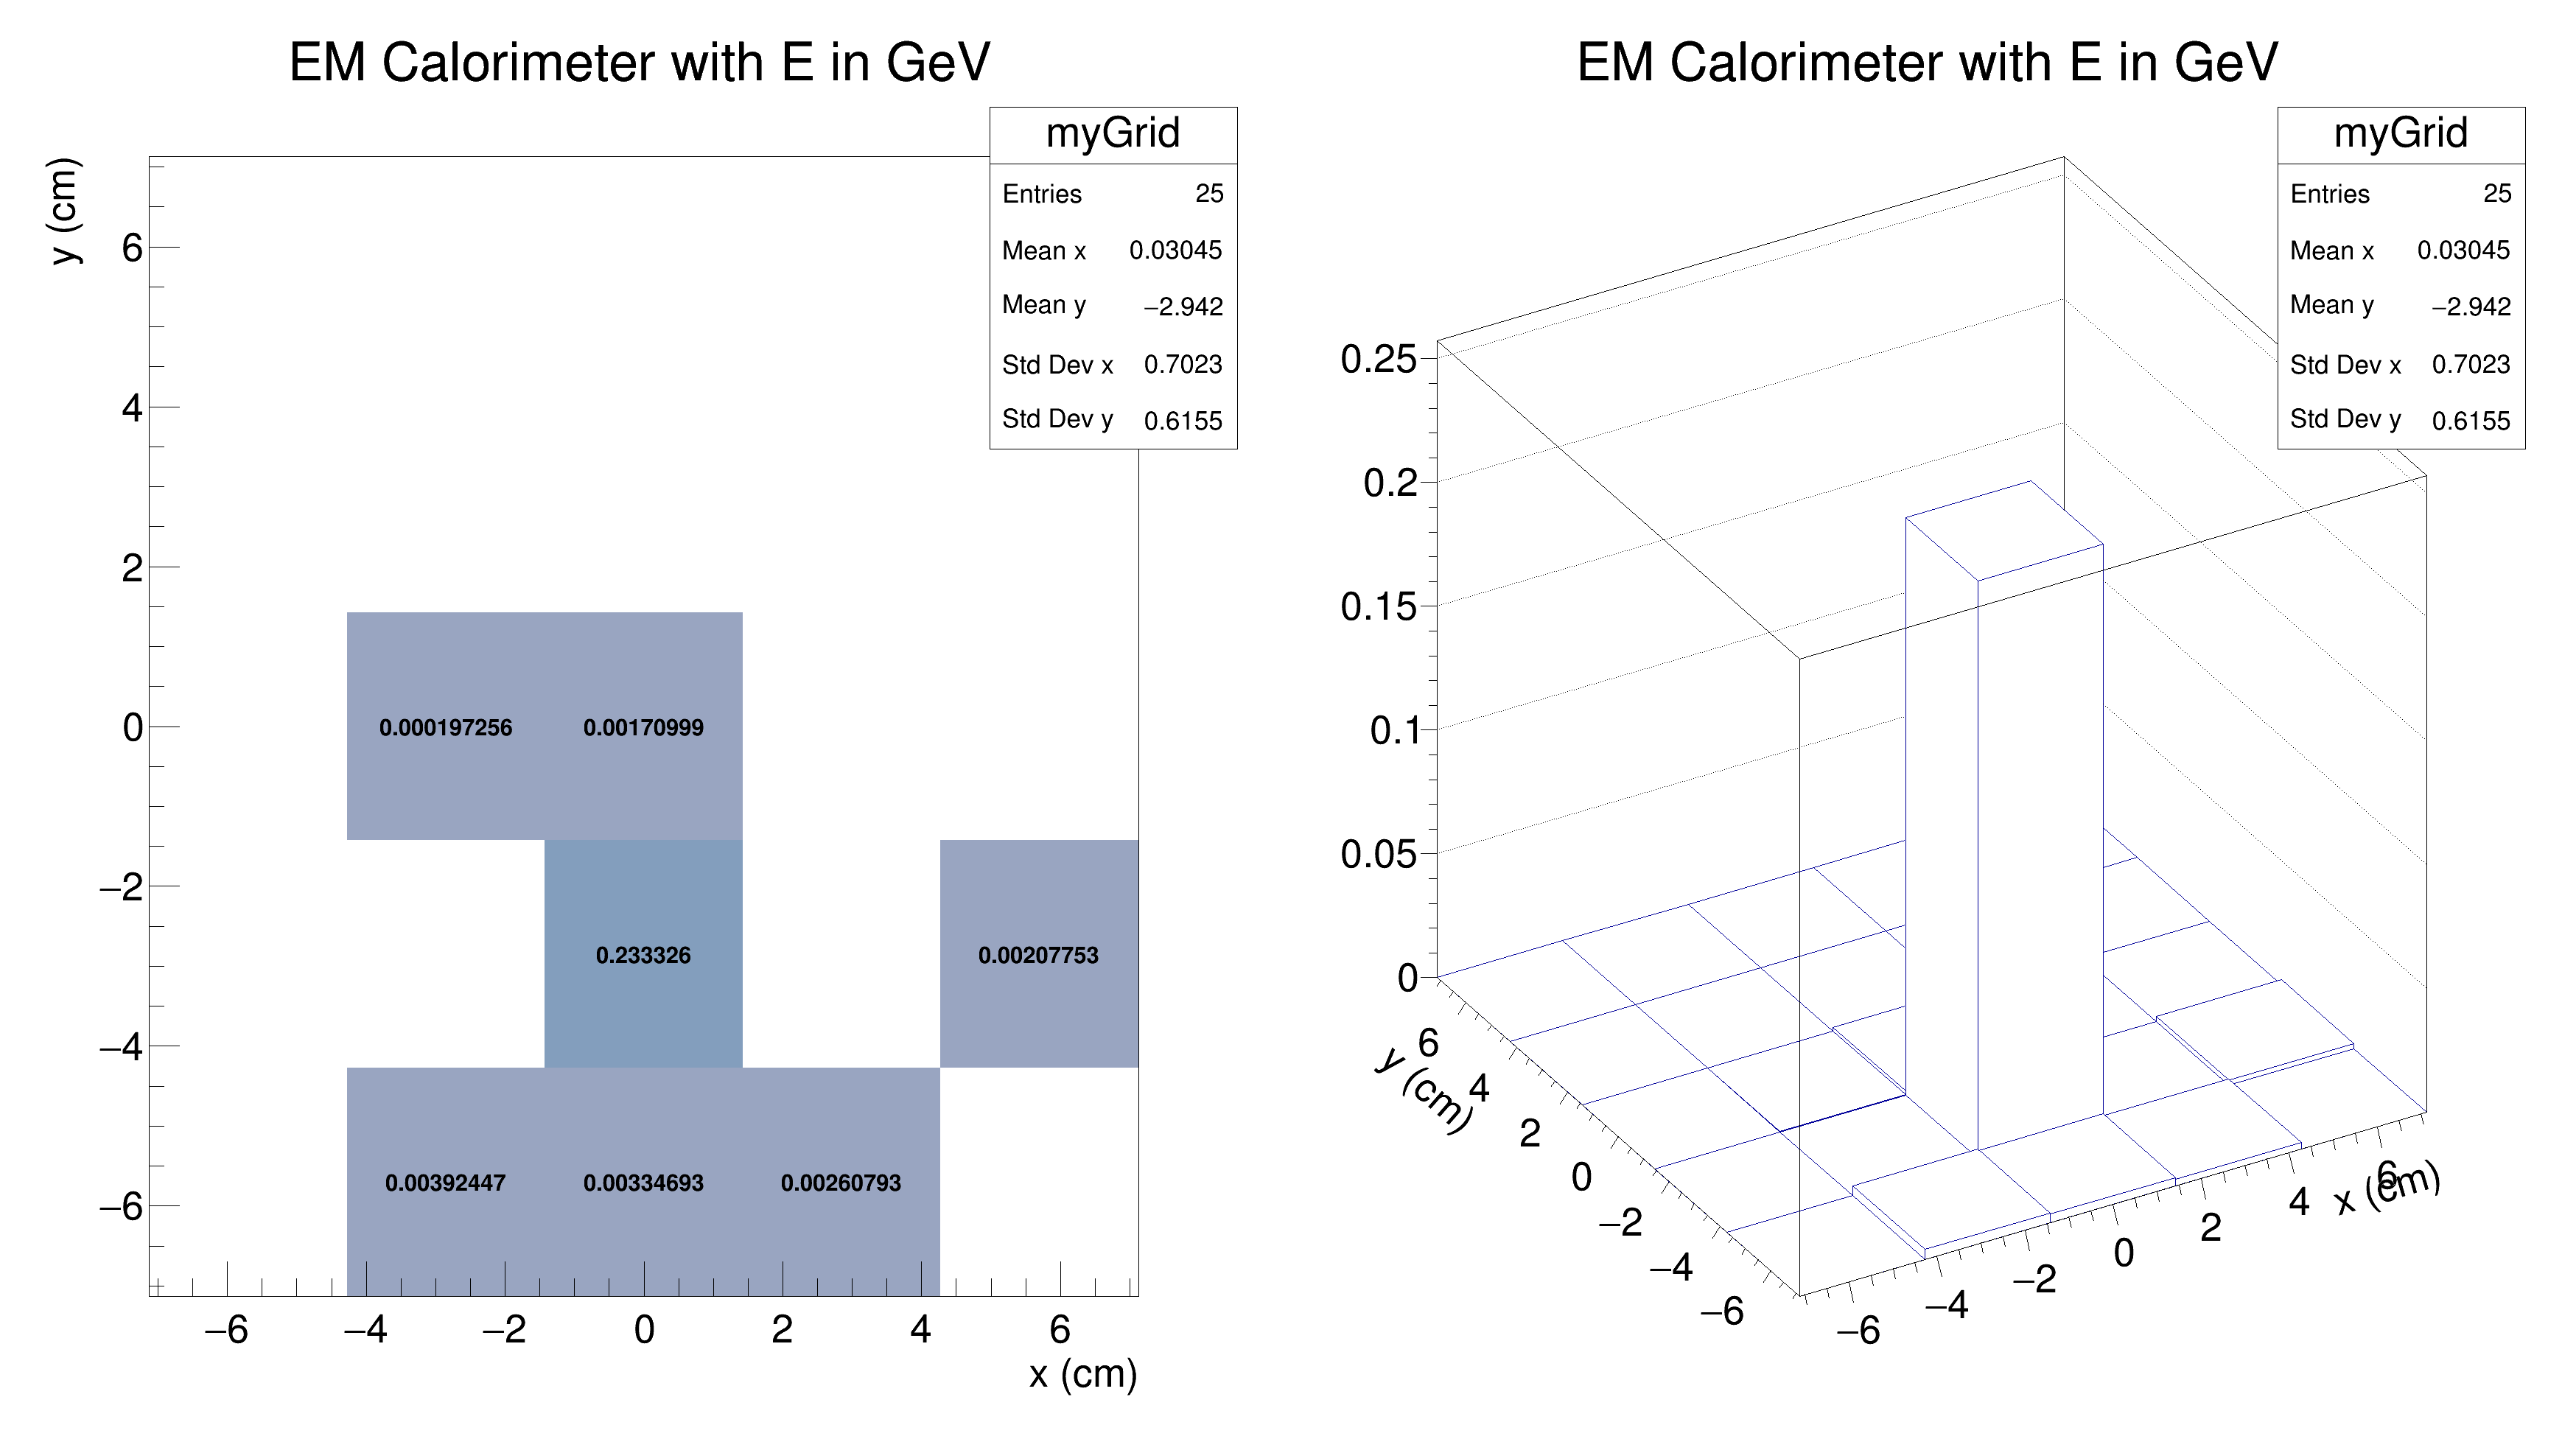 EM Calorimeter with E in GeV
myGrid
Entries 25
Mean x 0.03045
Mean y −2.942
Std Dev x 0.7023
Std Dev y 0.6155
y (cm)
6
4
2
0
−2
−4
−6
0.000197256 0.00170999
0.233326 0.00207753
0.00392447 0.00334693 0.00260793
−6 −4 −2 0 2 4 6
x (cm)
EM Calorimeter with E in GeV
myGrid
Entries 25
Mean x 0.03045
Mean y −2.942
Std Dev x 0.7023
Std Dev y 0.6155
0.25
0.2
0.15
0.1
0.05
0
6
4
2
0
−2
−4
−6
y (cm)
−6
−4
−2
0
2
4
6
x (cm)